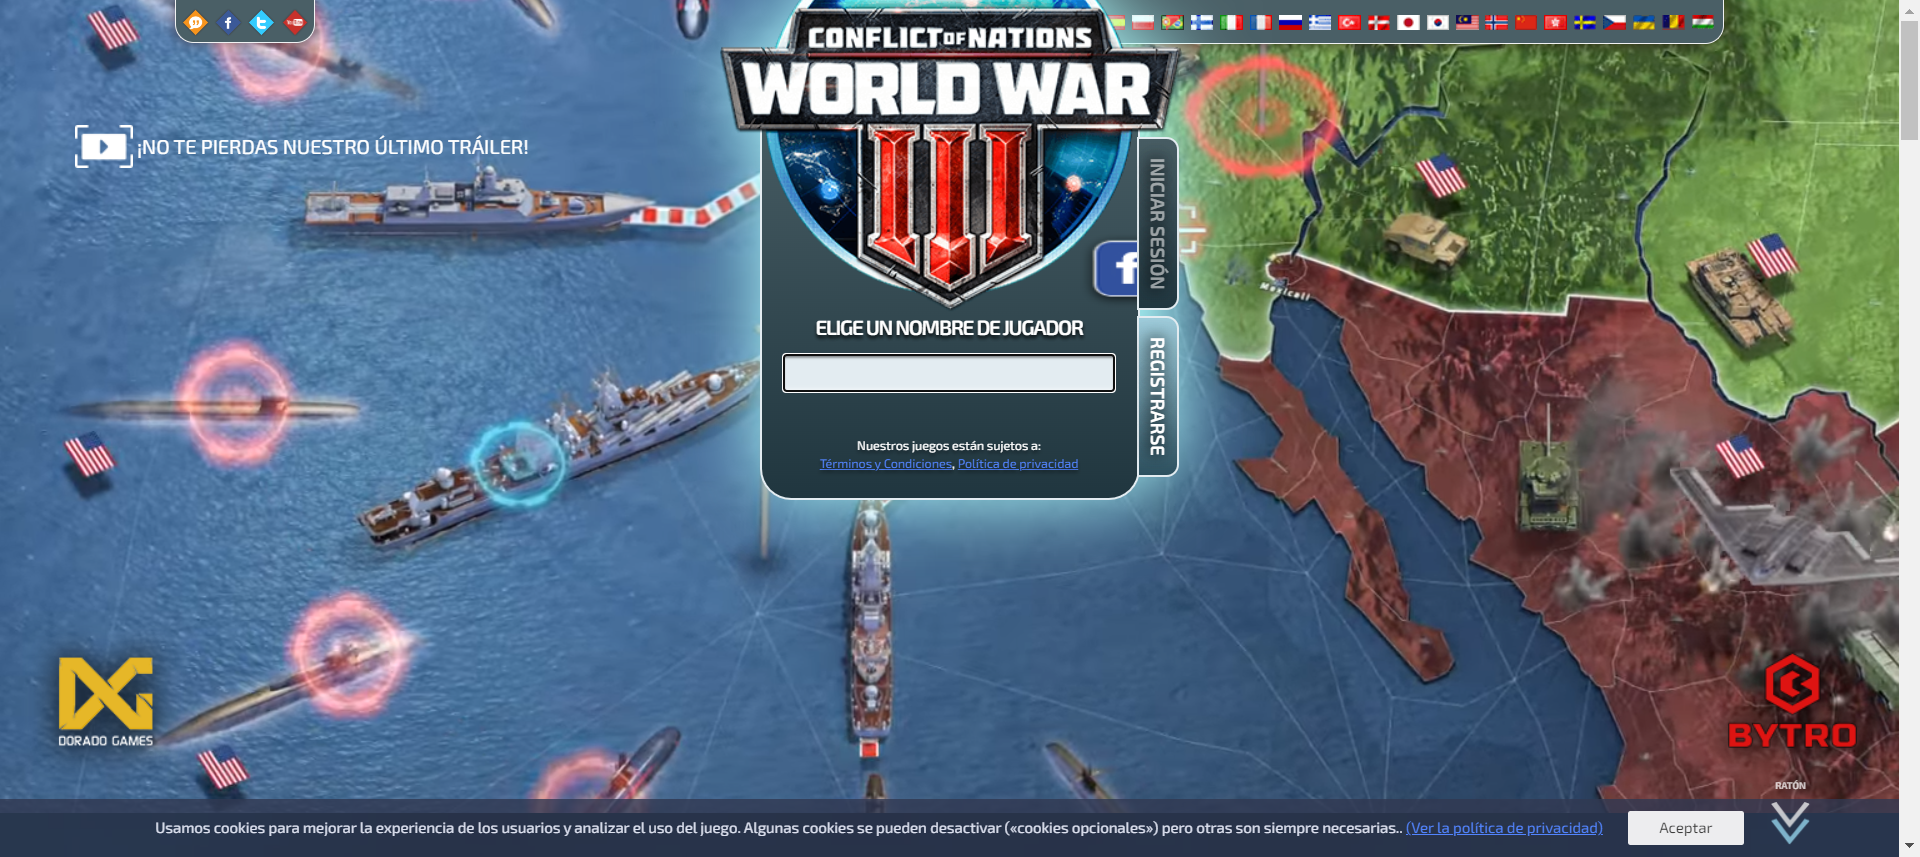 CONFLICT OF NATIONS
WORLD WAR
III
¡NO TE PIERDAS NUESTRO ÚLTIMO TRÁILER!
INICIAR SESIÓN
REGISTRARSE
ELIGE UN NOMBRE DE JUGADOR
Nuestros juegos están sujetos a:
Términos y Condiciones, Política de privacidad
Mexicali
DORADO GAMES
BYTRO
RATÓN
Usamos cookies para mejorar la experiencia de los usuarios y analizar el uso del juego. Algunas cookies se pueden desactivar («cookies opcionales») pero otras son siempre necesarias.. (Ver la política de privacidad)
Aceptar